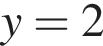 y = 2